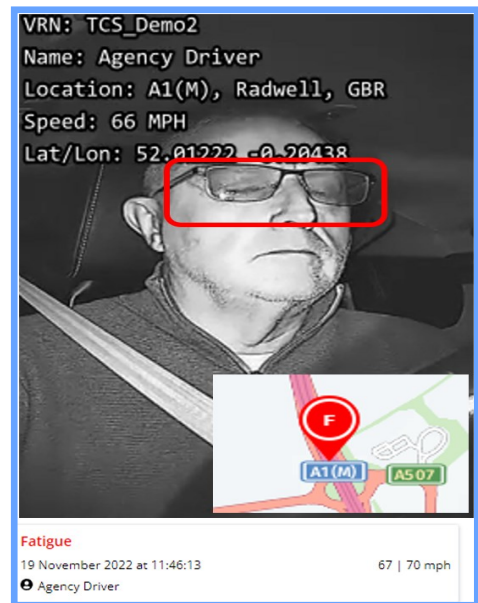 VRN: TCS_Demo2
Name: Agency Driver
Location: A1(M), Radwell, GBR
Speed: 66 MPH
Lat/Lon: 52.01222 -0.20438
F
A1(M) A507
Fatigue
19 November 2022 at 11:46:13 67 | 70 mph
Agency Driver